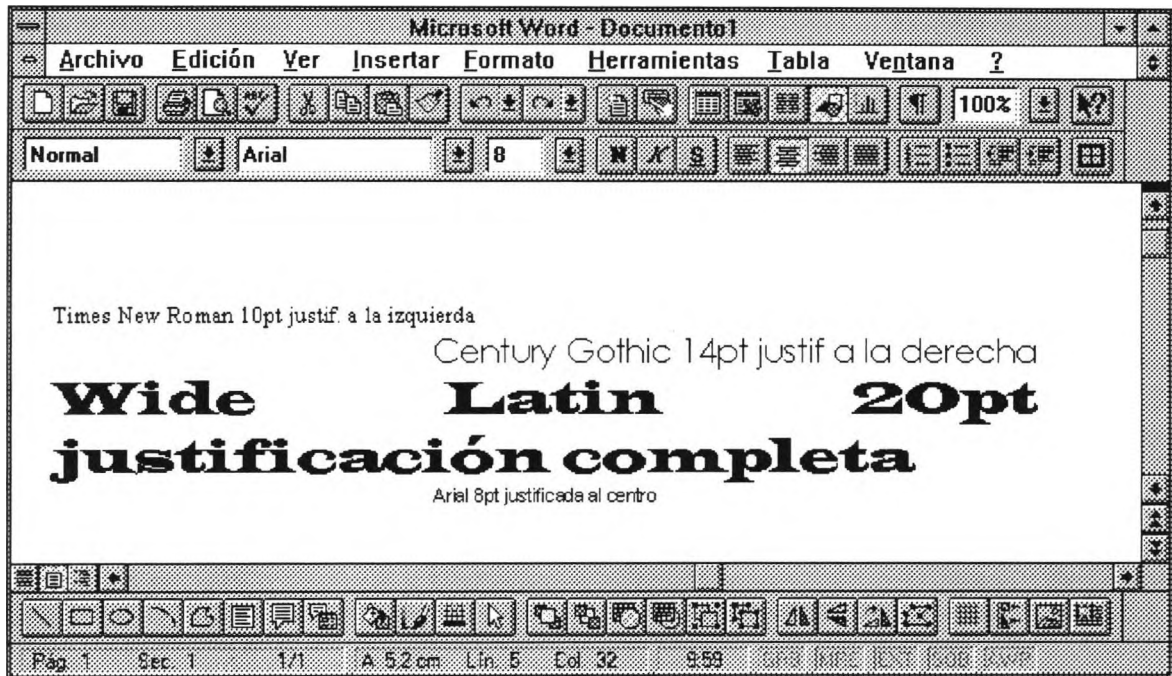 Microsoft Word - Documento1
Archivo Edición Ver Insertar Formato Herramientas Tabla Ventana ?
100%
Normal Arial 8 N K S
Times New Roman 10pt justif. a la izquierda
Century Gothic 14pt justif a la derecha
Wide Latin 20pt
justificación completa
Arial 8pt justificada al centro
Pág. 1 Sec. 1 1/1 A 5.2 cm Lín. 5 Col. 32 9:59